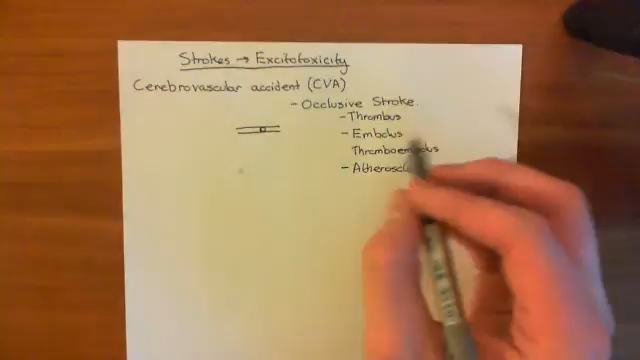 Strokes → Excitotoxicity
Cerebrovascular accident (CVA)
- Occlusive Stroke.
- Thrombus
- Embolus
Thromboembolus
-